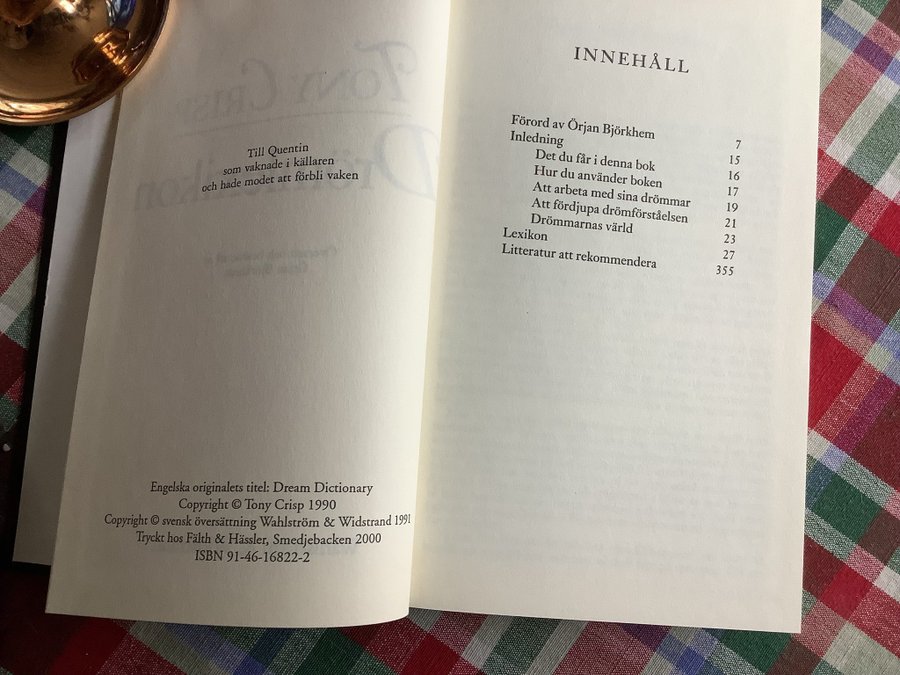 Till Quentin
som vaknade i källaren
och hade modet att förbli vaken
Engelska originalets titel: Dream Dictionary
Copyright © Tony Crisp 1990
Copyright © svensk översättning Wahlström & Widstrand 1991
Tryckt hos Fälth & Hässler, Smedjebacken 2000
ISBN 91-46-16822-2
INNEHÅLL
Förord av Örjan Björkhem 7
Inledning 15
Det du får i denna bok 16
Hur du använder boken 17
Att arbeta med sina drömmar 19
Att fördjupa drömförståelsen 21
Drömmarnas värld 23
Lexikon 27
Litteratur att rekommendera 355